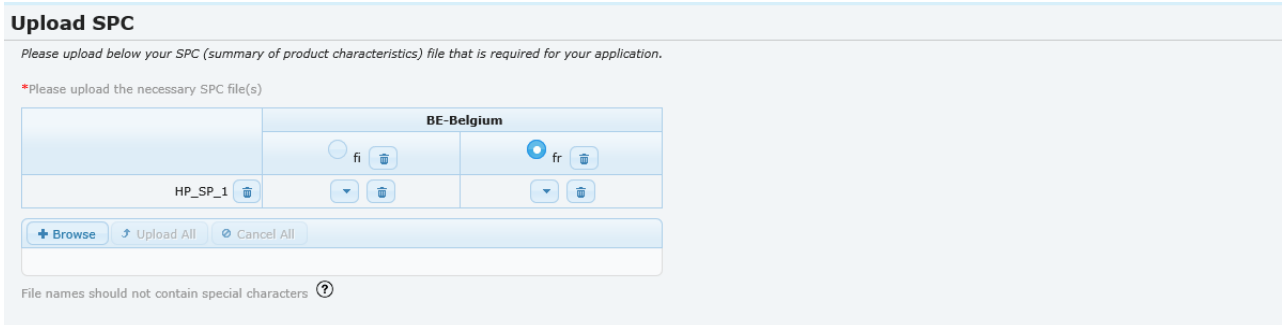 Upload SPC
Please upload below your SPC (summary of product characteristics) file that is required for your application.
*Please upload the necessary SPC file(s)
BE-Belgium
fi fr
HP_SP_1
Browse Upload All Cancel All
File names should not contain special characters ?